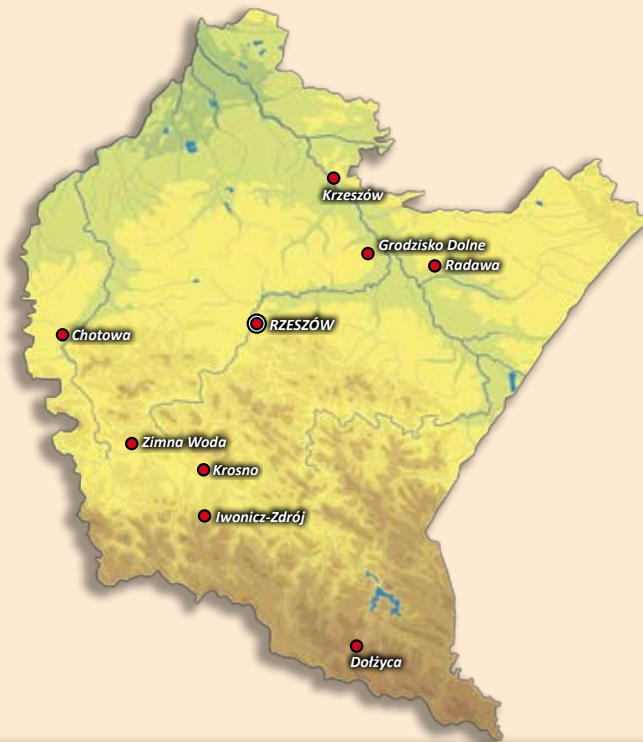 Krzeszów
Grodzisko Dolne
Radawa
RZESZÓW
Chotowa
Zimna Woda
Krosno
Iwonicz-Zdrój
Dołżyca